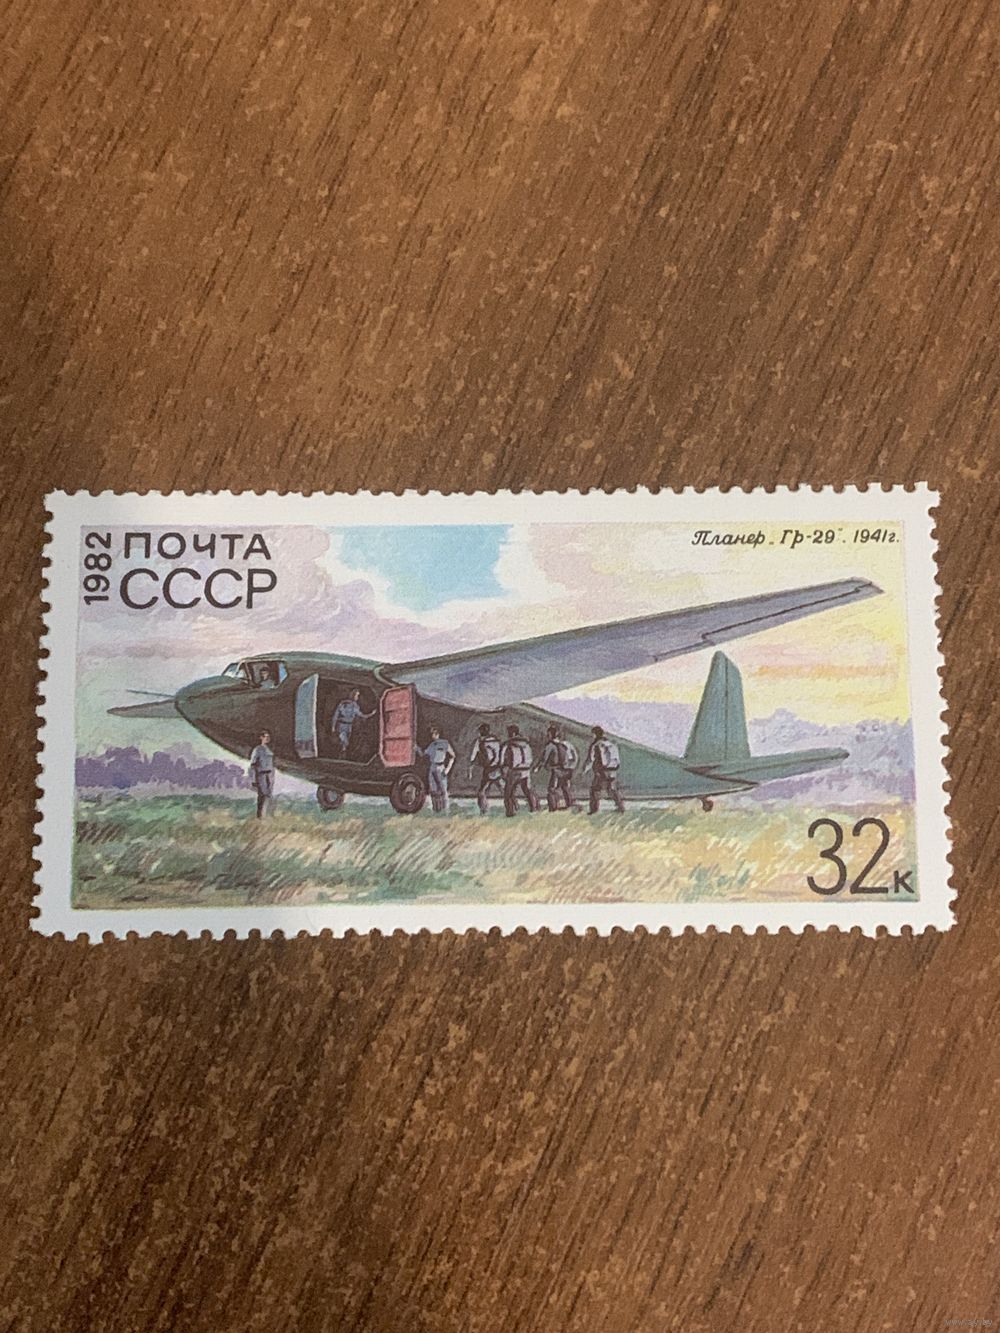 1982
ПОЧТА
СССР
Планер „Гр-29". 1941г.
32к